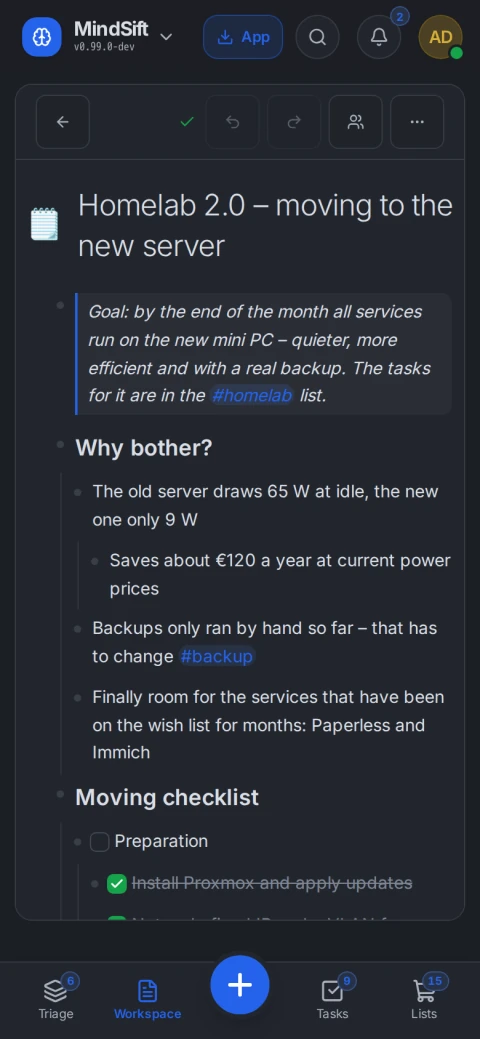 MindSift
v0.99.0-dev
App
2
AD
Homelab 2.0 – moving to the
new server
Goal: by the end of the month all services
run on the new mini PC – quieter, more
efficient and with a real backup. The tasks
for it are in the #homelab list.
Why bother?
The old server draws 65 W at idle, the new
one only 9 W
Saves about €120 a year at current power
prices
Backups only ran by hand so far – that has
to change #backup
Finally room for the services that have been
on the wish list for months: Paperless and
Immich
Moving checklist
Preparation
Install Proxmox and apply updates
6
9
15
Triage
Workspace
Tasks
Lists